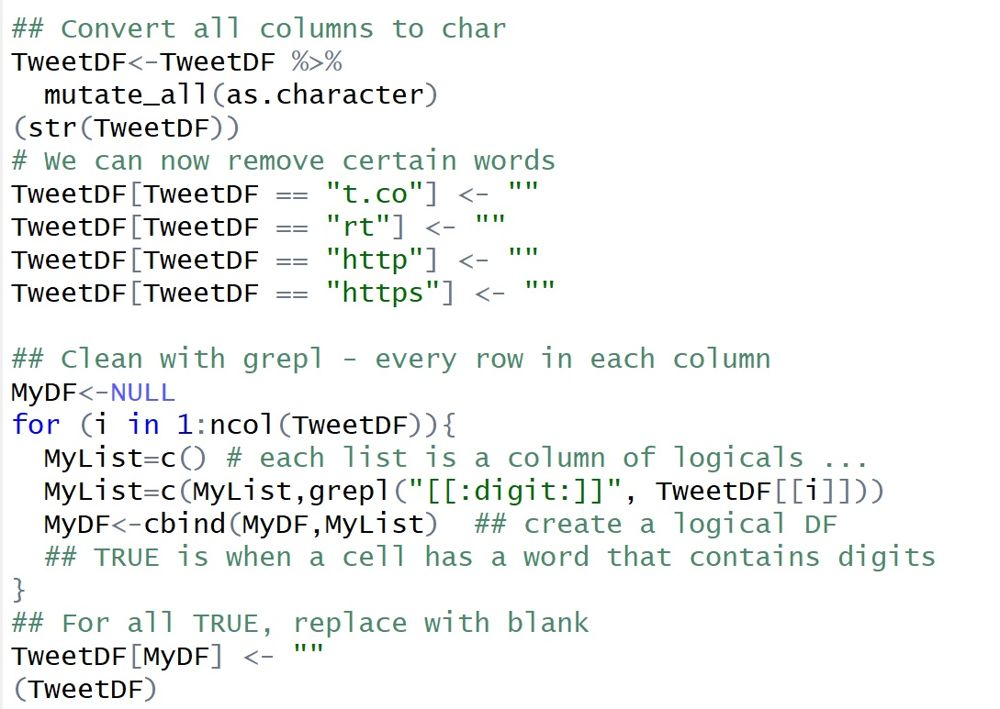 ## Convert all columns to char
TweetDF<-TweetDF %>%
  mutate_all(as.character)
(str(TweetDF))
# We can now remove certain words
TweetDF[TweetDF == "t.co"] <- ""
TweetDF[TweetDF == "rt"] <- ""
TweetDF[TweetDF == "http"] <- ""
TweetDF[TweetDF == "https"] <- ""

## Clean with grepl - every row in each column
MyDF<-NULL
for (i in 1:ncol(TweetDF)){
  MyList=c() # each list is a column of logicals ...
  MyList=c(MyList,grepl("[[:digit:]]", TweetDF[[i]]))
  MyDF<-cbind(MyDF,MyList)  ## create a logical DF
  ## TRUE is when a cell has a word that contains digits
}
## For all TRUE, replace with blank
TweetDF[MyDF] <- ""
(TweetDF)